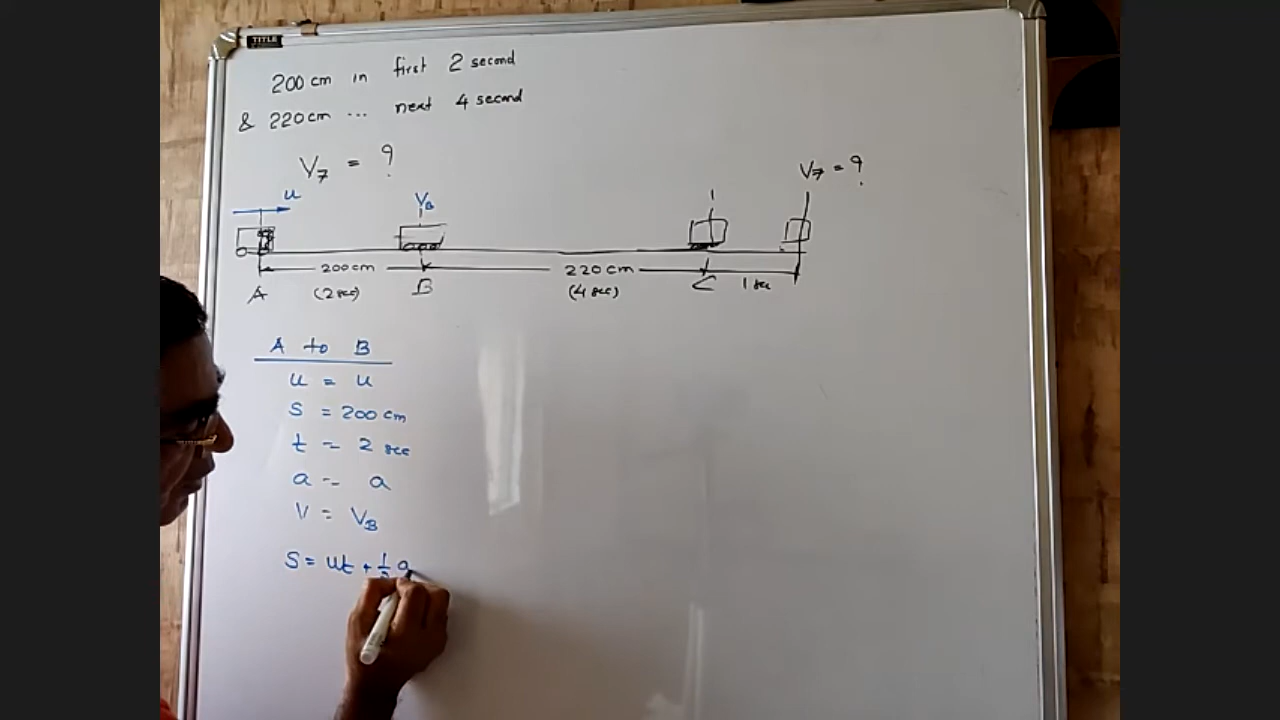 TITLE
200 cm in first 2 second
& 220 cm ... next 4 second
V7 = ?
V7 = ?
u
VB
200 cm
220 cm
A
(2 sec)
B
(4 sec)
C
1 sec
A to B
u = u
S = 200 cm
t = 2 sec
a = a
V = VB
S = ut + 1/2 a